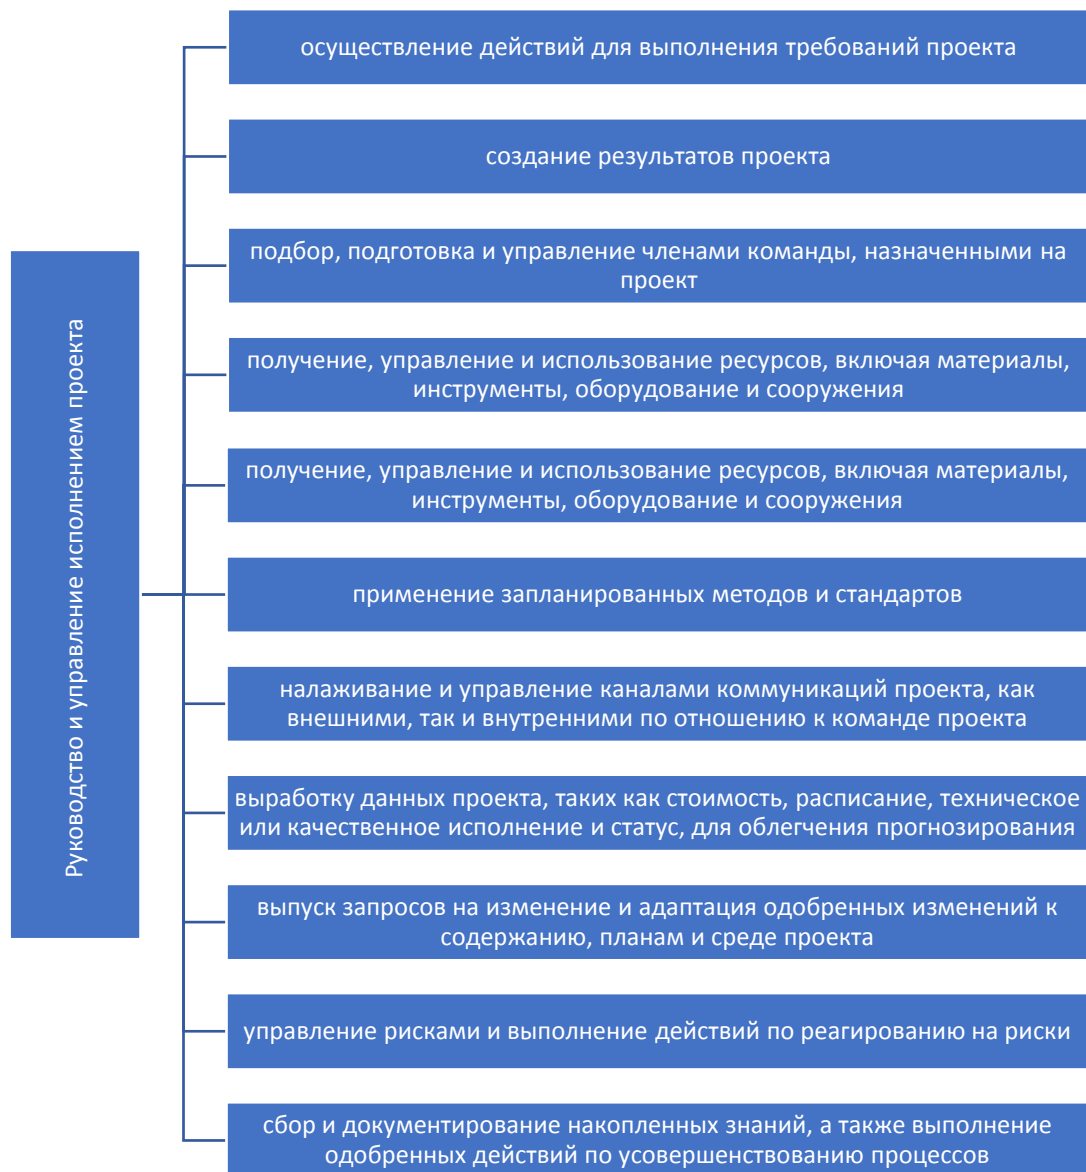 Руководство и управление исполнением проекта
осуществление действий для выполнения требований проекта
создание результатов проекта
подбор, подготовка и управление членами команды, назначенными на
проект
получение, управление и использование ресурсов, включая материалы,
инструменты, оборудование и сооружения
получение, управление и использование ресурсов, включая материалы,
инструменты, оборудование и сооружения
применение запланированных методов и стандартов
налаживание и управление каналами коммуникаций проекта, как
внешними, так и внутренними по отношению к команде проекта
выработку данных проекта, таких как стоимость, расписание, техническое
или качественное исполнение и статус, для облегчения прогнозирования
выпуск запросов на изменение и адаптация одобренных изменений к
содержанию, планам и среде проекта
управление рисками и выполнение действий по реагированию на риски
сбор и документирование накопленных знаний, а также выполнение
одобренных действий по усовершенствованию процессов